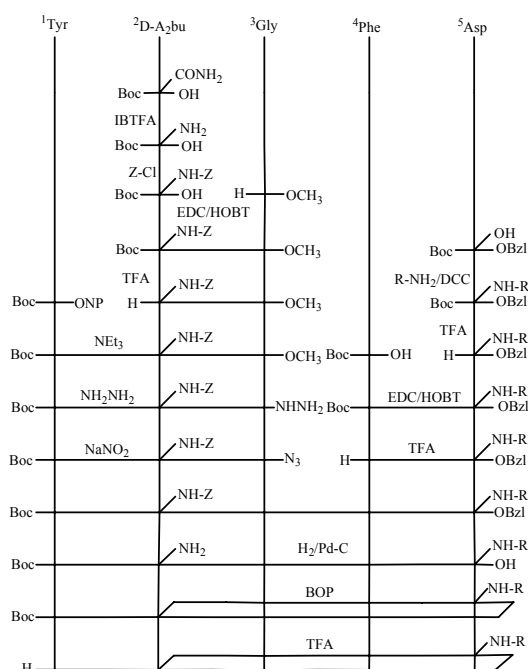 ¹Tyr ²D-A₂bu ³Gly ⁴Phe ⁵Asp
CONH₂
Boc OH
IBTFA NH₂
Boc OH
Z-Cl NH-Z
Boc OH H OCH₃
EDC/HOBT
NH-Z OH
Boc OCH₃ Boc OBzl
TFA NH-Z R-NH₂/DCC NH-R
Boc ONP H OCH₃ Boc OBzl
TFA
NEt₃ NH-Z NH-R
Boc OCH₃ Boc OH H OBzl
NH₂NH₂ NH-Z EDC/HOBT NH-R
Boc NHNH₂ Boc OBzl
NaNO₂ NH-Z TFA NH-R
Boc N₃ H OBzl
NH-Z NH-R
Boc OBzl
NH₂ H₂/Pd-C NH-R
Boc OH
BOP NH-R
Boc
TFA NH-R
H